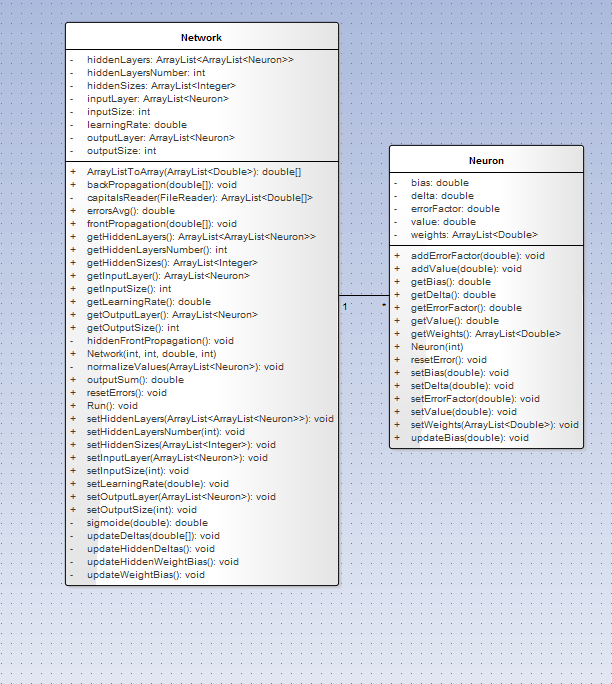 Network
- hiddenLayers: ArrayList<ArrayList<Neuron>>
- hiddenLayersNumber: int
- hiddenSizes: ArrayList<Integer>
- inputLayer: ArrayList<Neuron>
- inputSize: int
- learningRate: double
- outputLayer: ArrayList<Neuron>
- outputSize: int
+ ArrayListToArray(ArrayList<Double>): double[]
+ backPropagation(double[]): void
- capitalsReader(FileReader): ArrayList<Double[]>
+ errorsAvg(): double
+ frontPropagation(double[]): void
+ getHiddenLayers(): ArrayList<ArrayList<Neuron>>
+ getHiddenLayersNumber(): int
+ getHiddenSizes(): ArrayList<Integer>
+ getInputLayer(): ArrayList<Neuron>
+ getInputSize(): int
+ getLearningRate(): double
+ getOutputLayer(): ArrayList<Neuron>
+ getOutputSize(): int
- hiddenFrontPropagation(): void
+ Network(int, int, double, int)
- normalizeValues(ArrayList<Neuron>): void
+ outputSum(): double
+ resetErrors(): void
+ Run(): void
+ setHiddenLayers(ArrayList<ArrayList<Neuron>>): void
+ setHiddenLayersNumber(int): void
+ setHiddenSizes(ArrayList<Integer>): void
+ setInputLayer(ArrayList<Neuron>): void
+ setInputSize(int): void
+ setLearningRate(double): void
+ setOutputLayer(ArrayList<Neuron>): void
+ setOutputSize(int): void
- sigmoide(double): double
- updateDeltas(double[]): void
- updateHiddenDeltas(): void
- updateHiddenWeightBias(): void
- updateWeightBias(): void
1
*
Neuron
- bias: double
- delta: double
- errorFactor: double
- value: double
- weights: ArrayList<Double>
+ addErrorFactor(double): void
+ addValue(double): void
+ getBias(): double
+ getDelta(): double
+ getErrorFactor(): double
+ getValue(): double
+ getWeights(): ArrayList<Double>
+ Neuron(int)
+ resetError(): void
+ setBias(double): void
+ setDelta(double): void
+ setErrorFactor(double): void
+ setValue(double): void
+ setWeights(ArrayList<Double>): void
+ updateBias(double): void